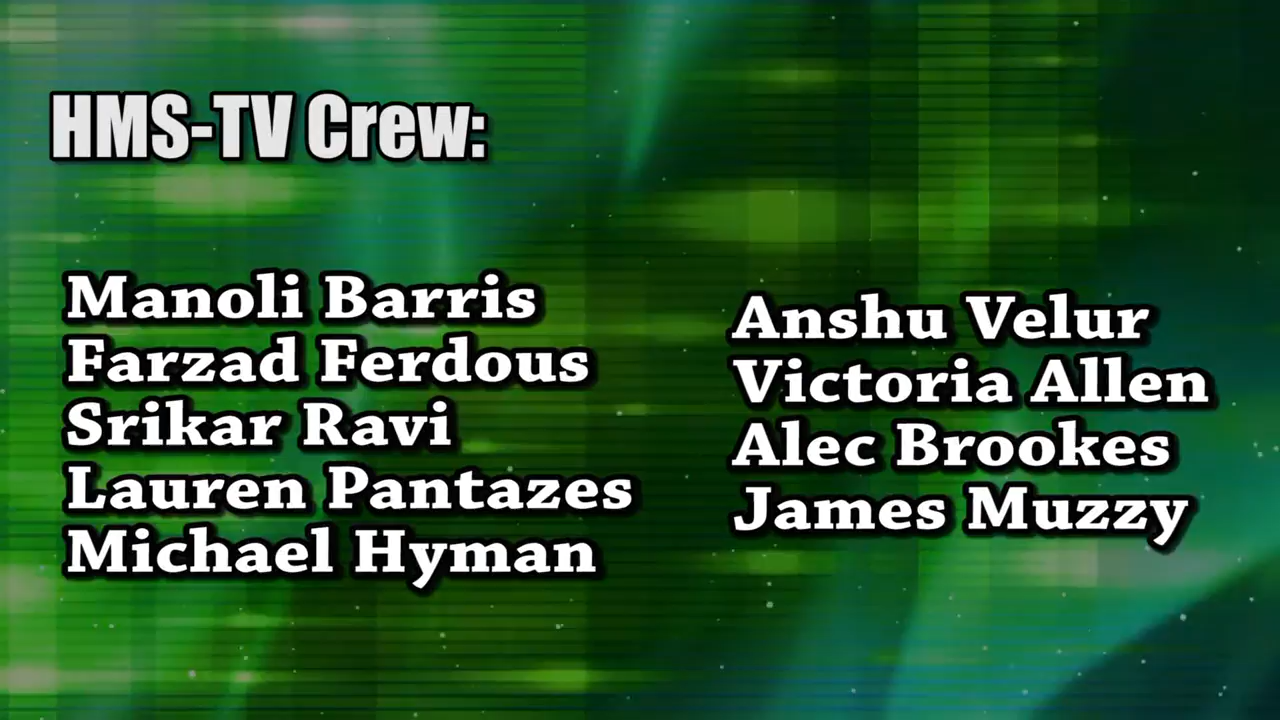 HMS-TV Crew:
Manoli Barris
Farzad Ferdous
Srikar Ravi
Lauren Pantazes
Michael Hyman
Anshu Velur
Victoria Allen
Alec Brookes
James Muzzy